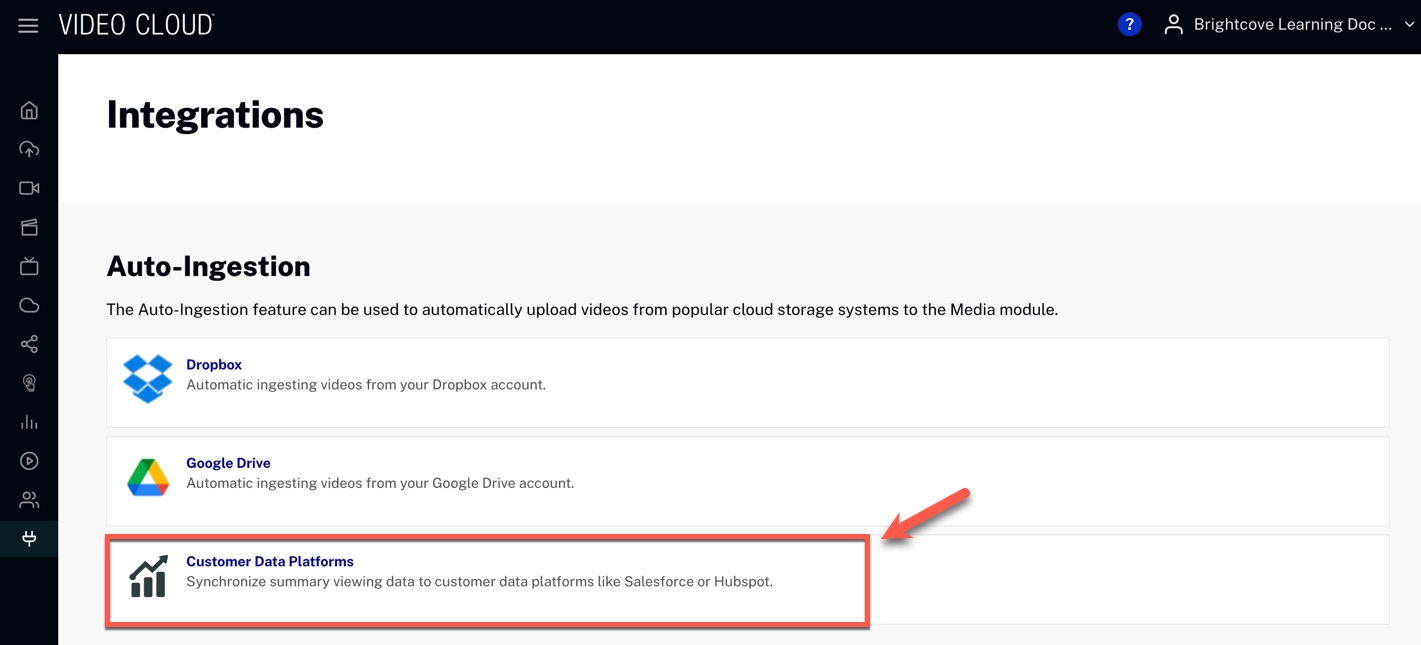 VIDEO CLOUD™
? Brightcove Learning Doc ...
Integrations
Auto-Ingestion
The Auto-Ingestion feature can be used to automatically upload videos from popular cloud storage systems to the Media module.
Dropbox
Automatic ingesting videos from your Dropbox account.
Google Drive
Automatic ingesting videos from your Google Drive account.
Customer Data Platforms
Synchronize summary viewing data to customer data platforms like Salesforce or Hubspot.